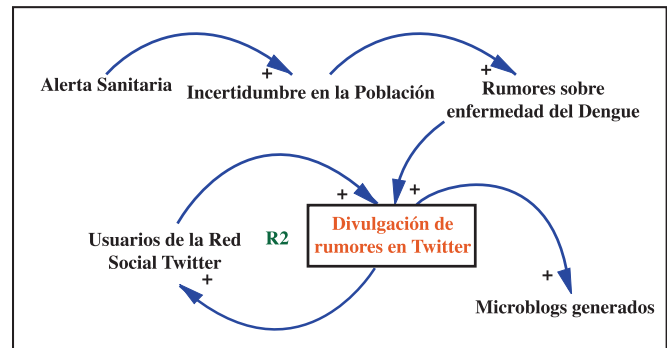 Alerta Sanitaria
+
Incertidumbre en la Población
+
Rumores sobre
enfermedad del Dengue
+
+
Divulgación de
rumores en Twitter
R2
Usuarios de la Red
Social Twitter
+
+
Microblogs generados